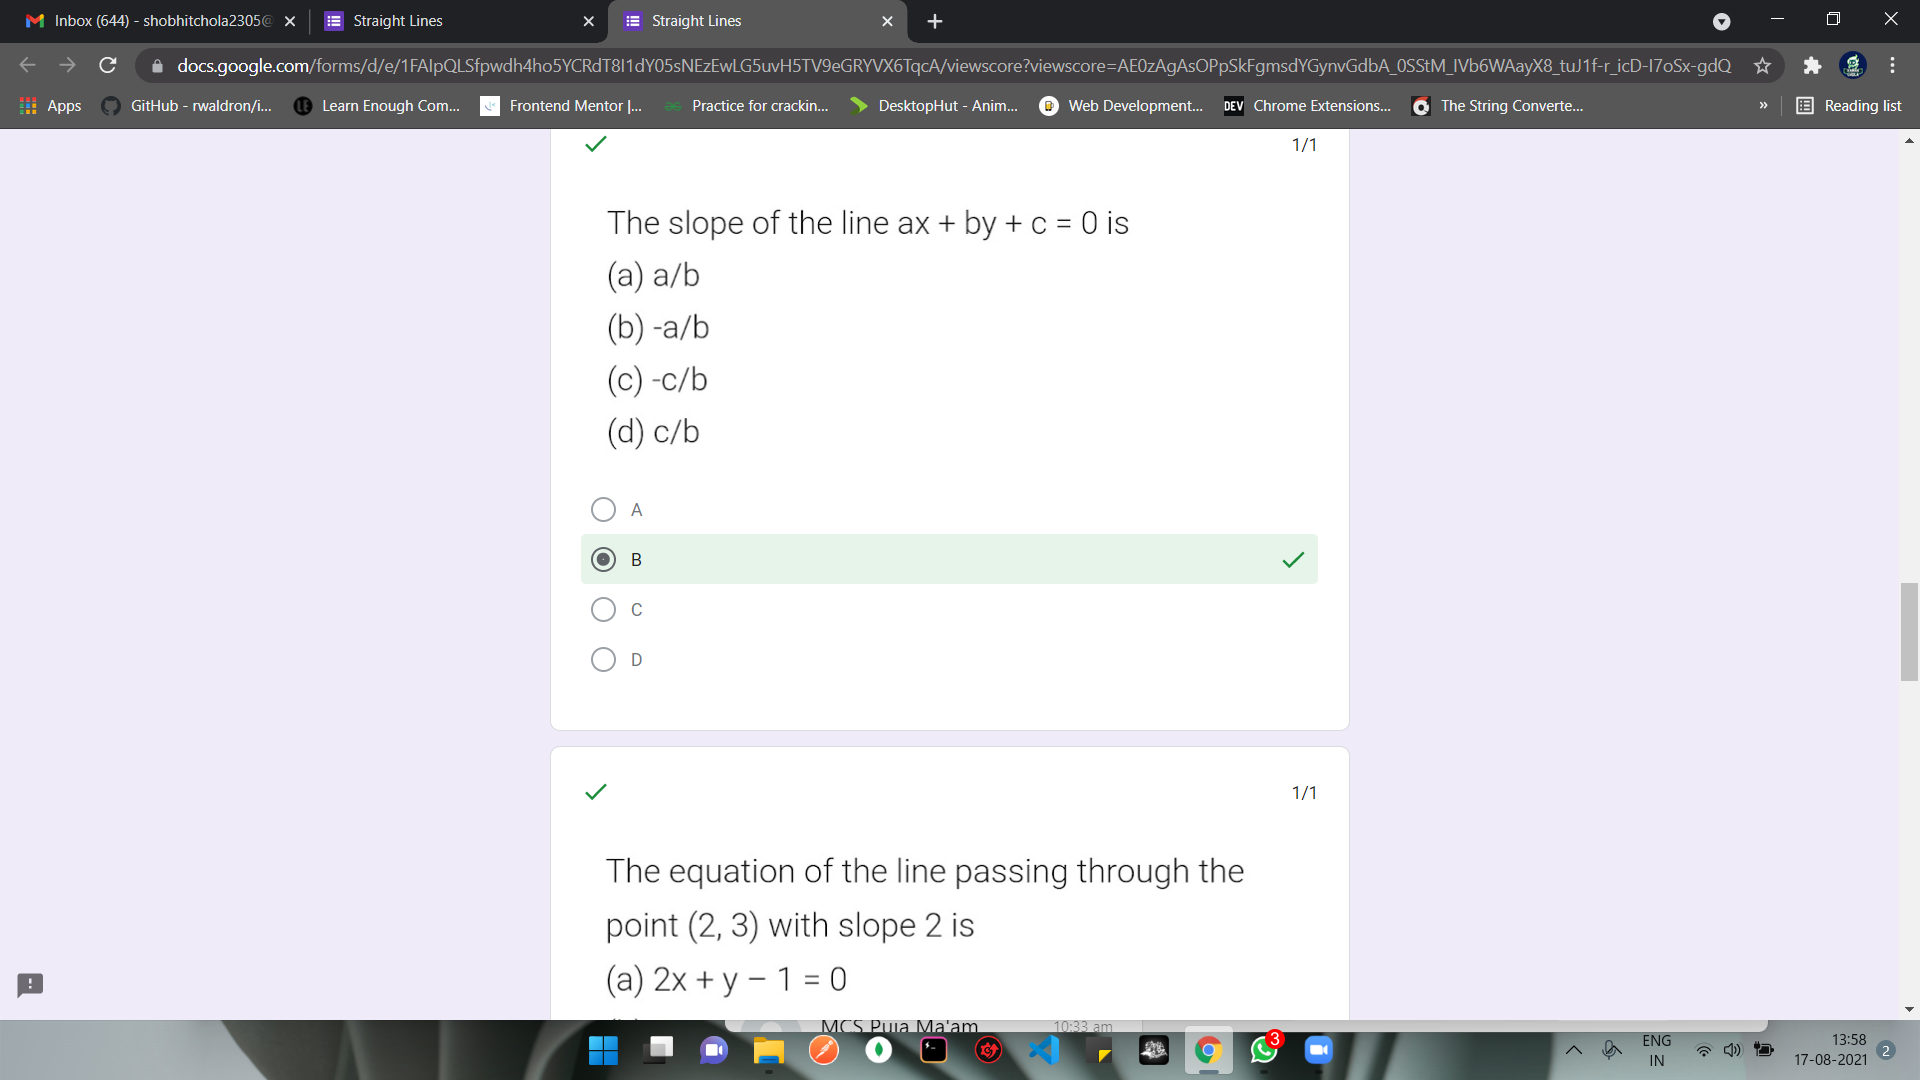 Inbox (644) - shobhitchola2305@
Straight Lines
Straight Lines
docs.google.com/forms/d/e/1FAIpQLSfpwdh4ho5YCRdT8I1dY05sNEzEwLG5uvH5TV9eGRYVX6TqcA/viewscore?viewscore=AE0zAgAsOPpSkFgmsdYGynvGdbA_0SStM_lVb6WAayX8_tuJ1f-r_icD-I7oSx-gdQ
Apps
GitHub - rwaldron/i...
Learn Enough Com...
Frontend Mentor |...
Practice for crackin...
DesktopHut - Anim...
Web Development...
DEV
Chrome Extensions...
The String Converte...
»
Reading list
1/1
The slope of the line ax + by + c = 0 is
(a) a/b
(b) -a/b
(c) -c/b
(d) c/b
A
B
C
D
1/1
The equation of the line passing through the
point (2, 3) with slope 2 is
(a) 2x + y – 1 = 0
MCS Puja Ma'am
10:33 am
3
ENG
IN
13:58
17-08-2021
2